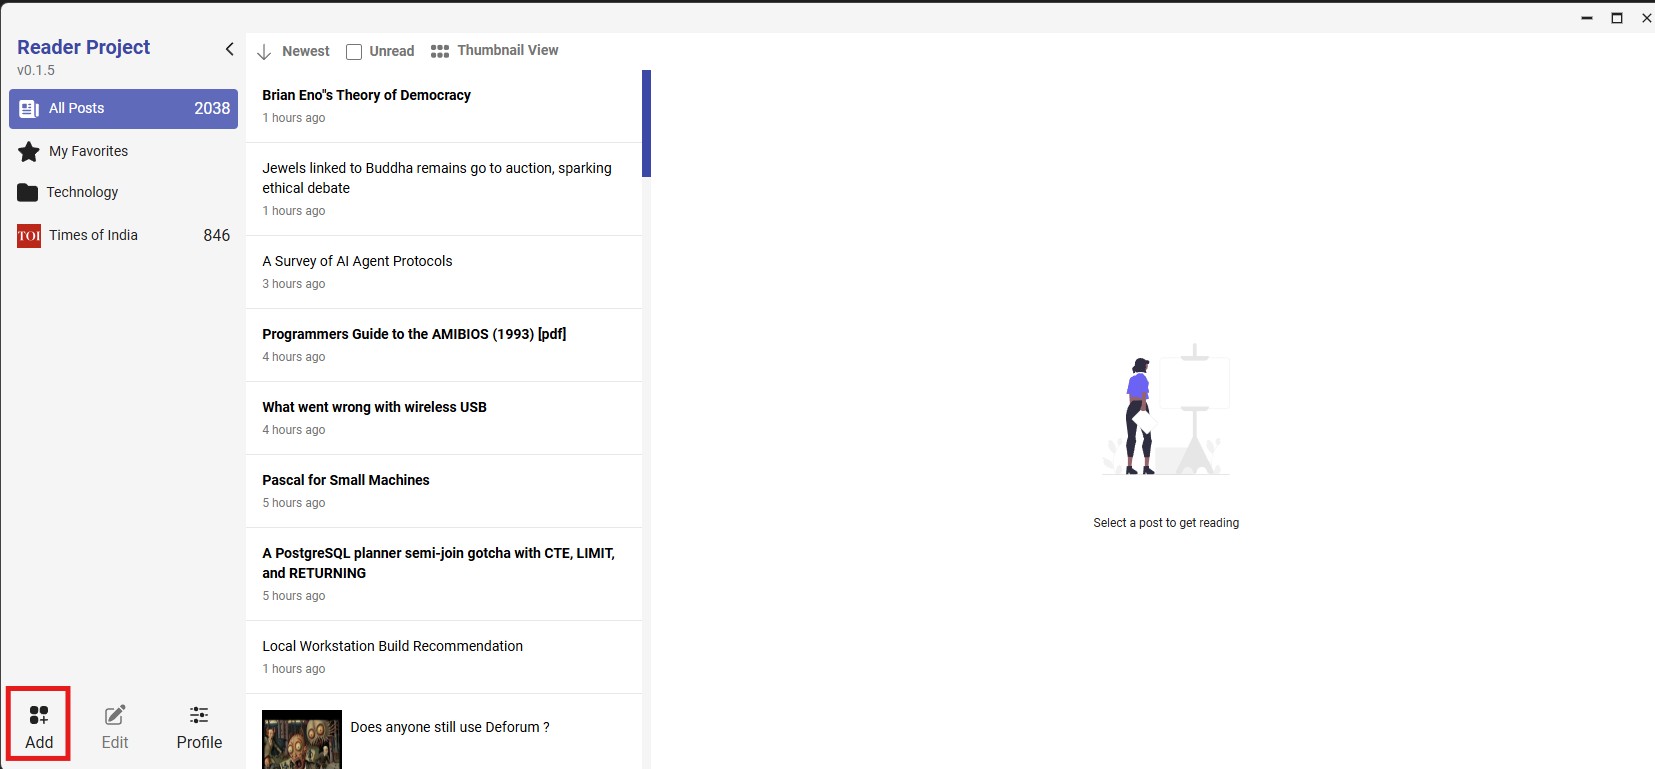 Reader Project
v0.1.5
All Posts 2038
My Favorites
Technology
TOI Times of India 846
Add Edit Profile
Newest Unread Thumbnail View
Brian Eno"s Theory of Democracy
1 hours ago
Jewels linked to Buddha remains go to auction, sparking
ethical debate
1 hours ago
A Survey of AI Agent Protocols
3 hours ago
Programmers Guide to the AMIBIOS (1993) [pdf]
4 hours ago
What went wrong with wireless USB
4 hours ago
Pascal for Small Machines
5 hours ago
A PostgreSQL planner semi-join gotcha with CTE, LIMIT,
and RETURNING
5 hours ago
Local Workstation Build Recommendation
1 hours ago
Does anyone still use Deforum ?
Select a post to get reading